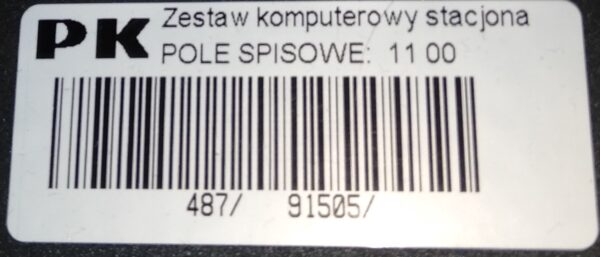 PK Zestaw komputerowy stacjona
POLE SPISOWE: 11 00
487/ 91505/